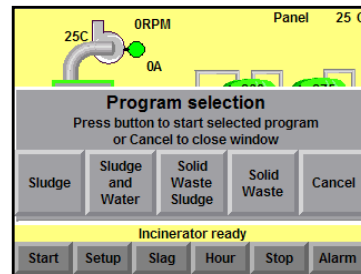 0RPM
Panel 25
25C
0A
Program selection
Press button to start selected program
or Cancel to close window
Sludge
Sludge and Water
Solid Waste Sludge
Solid Waste
Cancel
Incinerator ready
Start Setup Slag Hour Stop Alarm